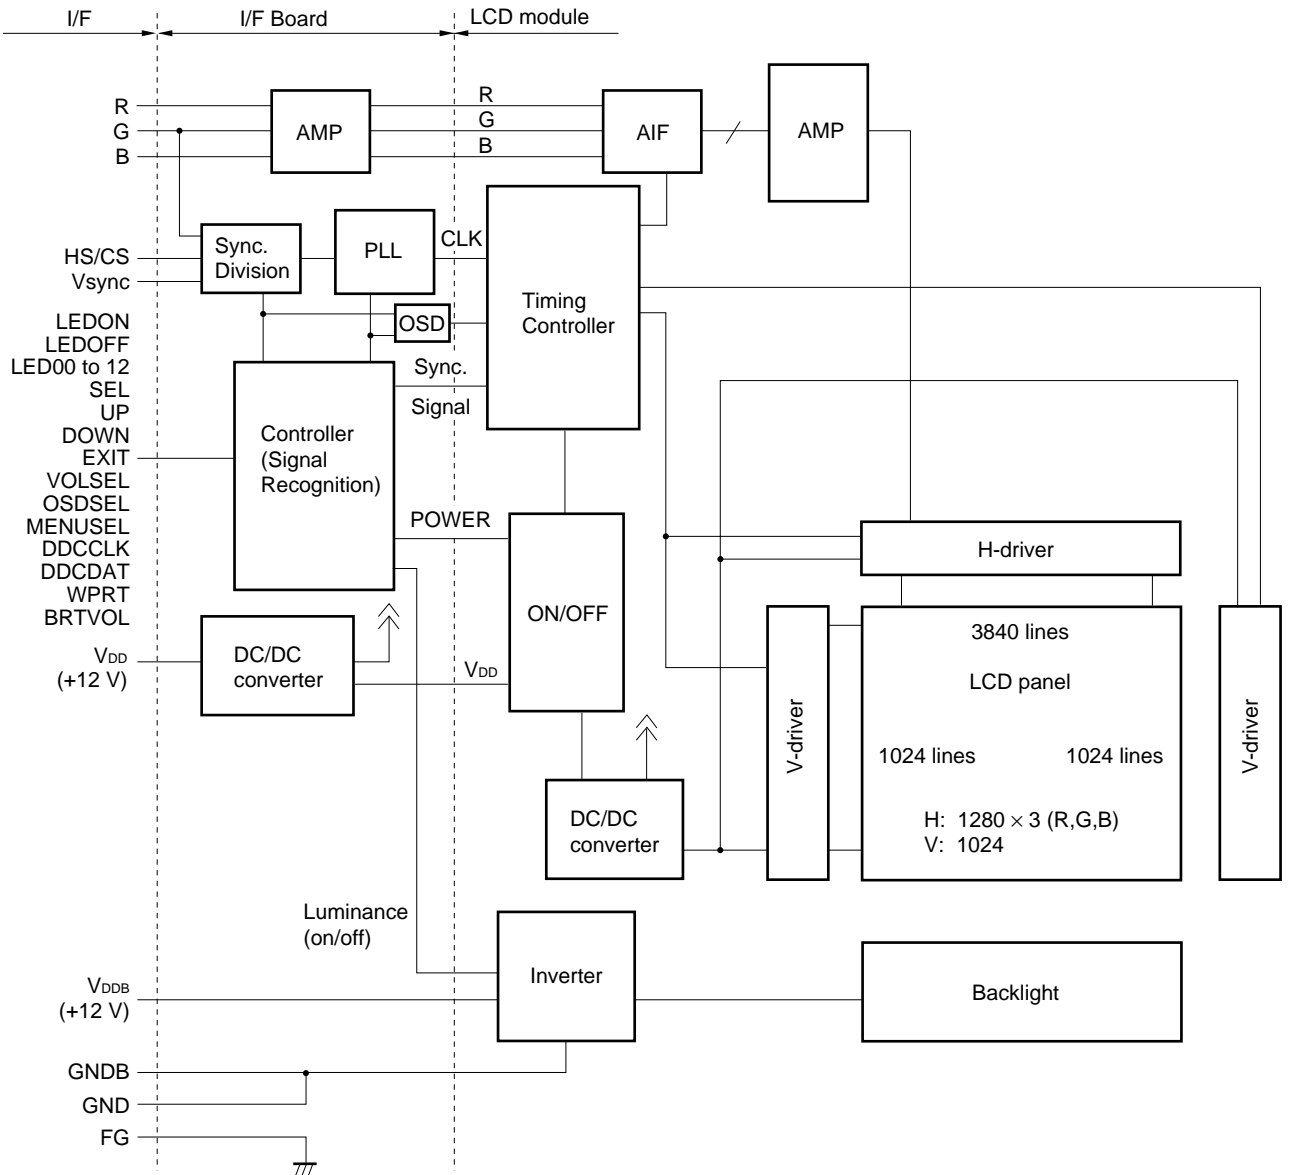 I/F
I/F Board
LCD module
R
G
B
AMP
R
G
B
AIF
AMP
HS/CS
Vsync
Sync.
Division
PLL
CLK
OSD
Timing
Controller
LEDON
LEDOFF
LED00 to 12
SEL
UP
DOWN
EXIT
VOLSEL
OSDSEL
MENUSEL
DDCCLK
DDCDAT
WPRT
BRTVOL
Controller
(Signal
Recognition)
Sync.
Signal
POWER
ON/OFF
H-driver
VDD
(+12 V)
DC/DC
converter
VDD
V-driver
3840 lines
LCD panel
1024 lines
1024 lines
H: 1280 × 3 (R,G,B)
V: 1024
V-driver
DC/DC
converter
Luminance
(on/off)
Inverter
Backlight
VDDB
(+12 V)
GNDB
GND
FG